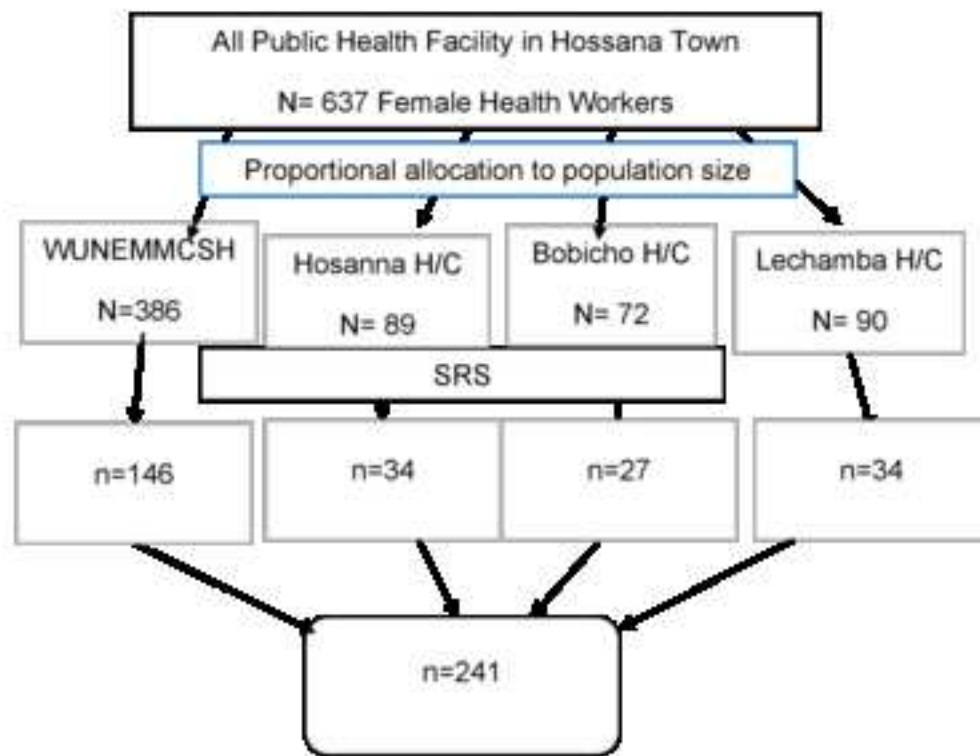 All Public Health Facility in Hossana Town
N= 637 Female Health Workers
Proportional allocation to population size
WUNEMMCSH
N=386
Hosanna H/C
N= 89
Bobicho H/C
N= 72
Lechamba H/C
N= 90
SRS
n=146
n=34
n=27
n=34
n=241